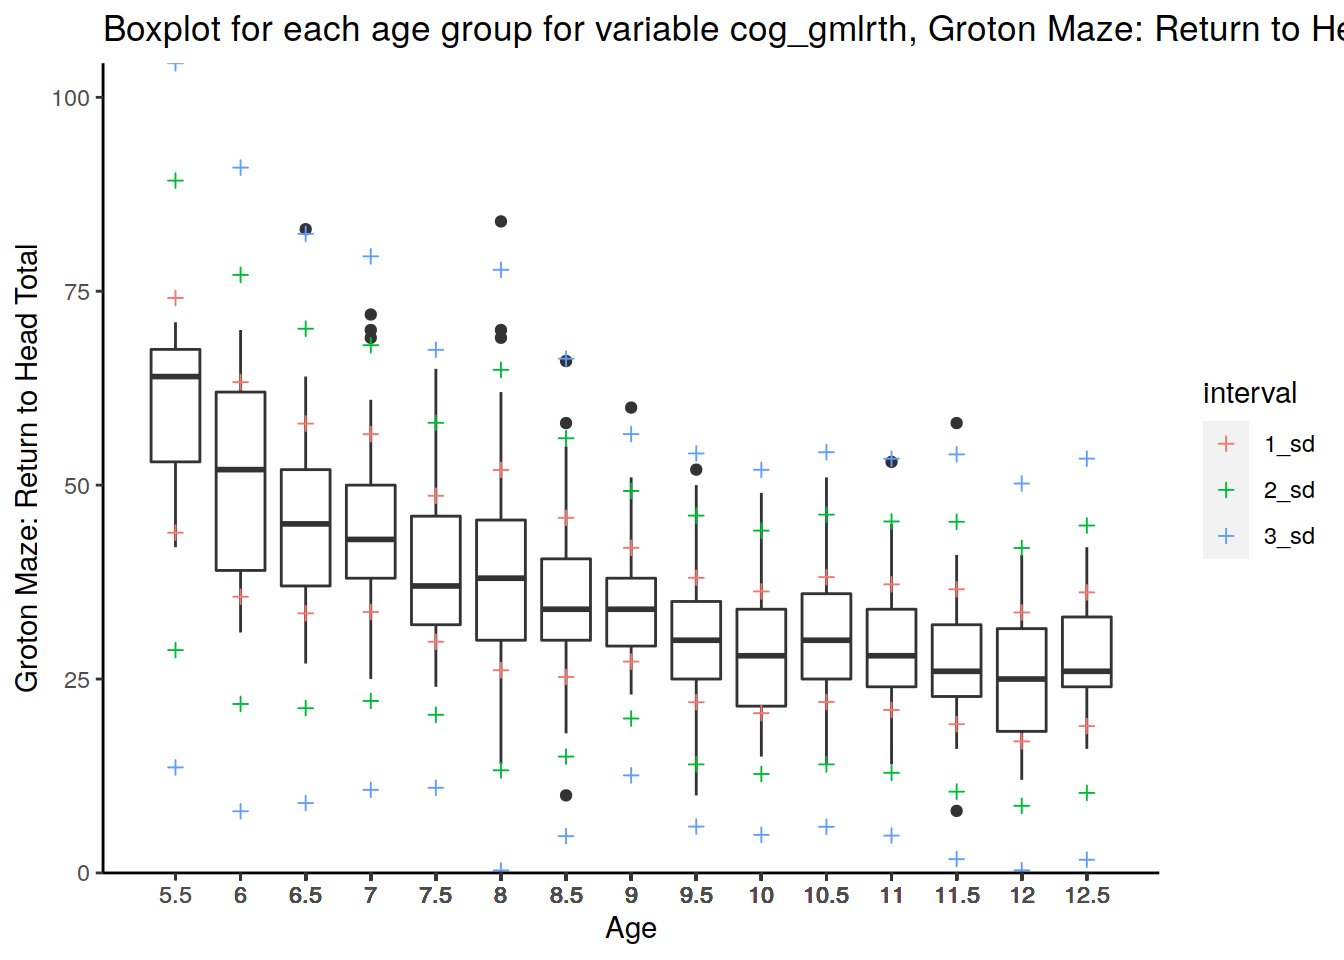 Boxplot for each age group for variable cog_gmlrth, Groton Maze: Return to He
Groton Maze: Return to Head Total
100
75
50
25
0
5.5 6 6.5 7 7.5 8 8.5 9 9.5 10 10.5 11 11.5 12 12.5
Age
interval
1_sd
2_sd
3_sd